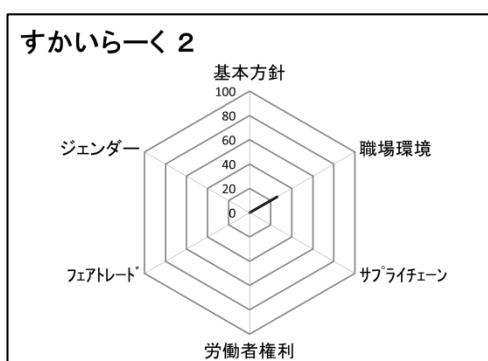 すかいらーく 2
基本方針
100
80
60
40
20
0
ジェンダー
職場環境
フェアトレード
サプライチェーン
労働者権利